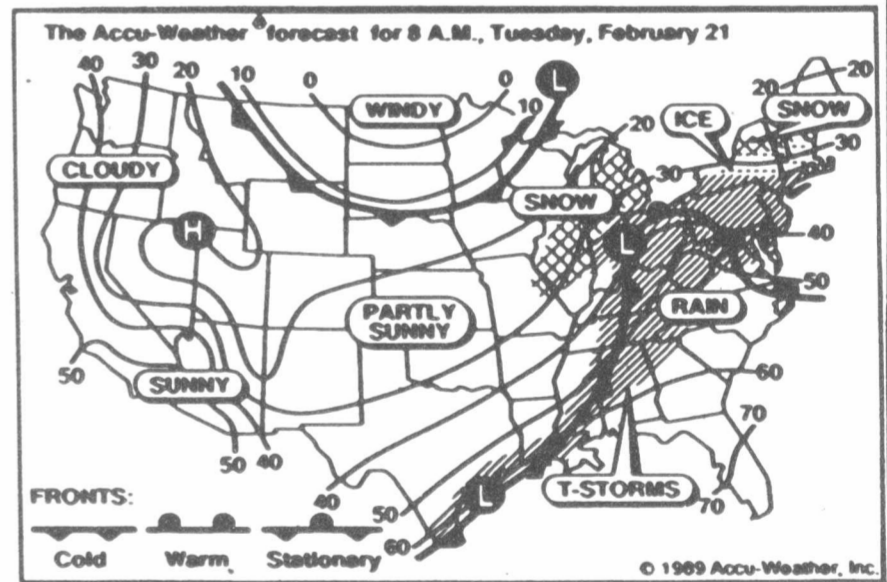 The Accu-Weather® forecast for 8 A.M., Tuesday, February 21
40 30 20 10 0 0 10 L 20 20 20
WINDY ICE SNOW
30 30
CLOUDY
SNOW
H L 40
50
PARTLY
SUNNY
RAIN
50 SUNNY 60
70
50 40
40 L T-STORMS 70
50
60
FRONTS:
Cold Warm Stationary
© 1989 Accu-Weather, Inc.